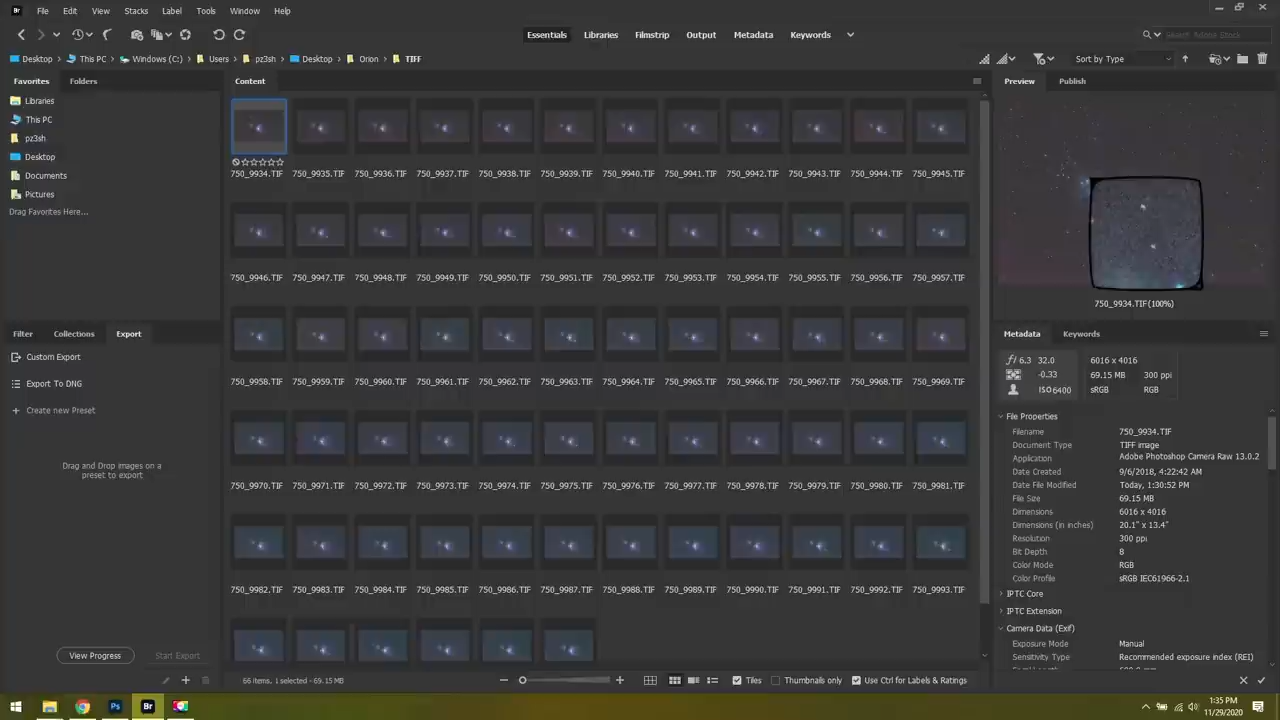 Br File Edit View Stacks Label Tools Window Help
Essentials Libraries Filmstrip Output Metadata Keywords Search Adobe Stock
Desktop This PC Windows (C:) Users pz3sh Desktop Orion TIFF Sort by Type
Favorites Folders
Libraries
This PC
pz3sh
Desktop
Documents
Pictures
Drag Favorites Here...
Filter Collections Export
Custom Export
Export To DNG
Create new Preset
Drag and Drop images on a
preset to export
View Progress Start Export
Content
750_9934.TIF 750_9935.TIF 750_9936.TIF 750_9937.TIF 750_9938.TIF 750_9939.TIF 750_9940.TIF 750_9941.TIF 750_9942.TIF 750_9943.TIF 750_9944.TIF 750_9945.TIF
750_9946.TIF 750_9947.TIF 750_9948.TIF 750_9949.TIF 750_9950.TIF 750_9951.TIF 750_9952.TIF 750_9953.TIF 750_9954.TIF 750_9955.TIF 750_9956.TIF 750_9957.TIF
750_9958.TIF 750_9959.TIF 750_9960.TIF 750_9961.TIF 750_9962.TIF 750_9963.TIF 750_9964.TIF 750_9965.TIF 750_9966.TIF 750_9967.TIF 750_9968.TIF 750_9969.TIF
750_9970.TIF 750_9971.TIF 750_9972.TIF 750_9973.TIF 750_9974.TIF 750_9975.TIF 750_9976.TIF 750_9977.TIF 750_9978.TIF 750_9979.TIF 750_9980.TIF 750_9981.TIF
750_9982.TIF 750_9983.TIF 750_9984.TIF 750_9985.TIF 750_9986.TIF 750_9987.TIF 750_9988.TIF 750_9989.TIF 750_9990.TIF 750_9991.TIF 750_9992.TIF 750_9993.TIF
66 items, 1 selected - 69.15 MB Tiles Thumbnails only Use Ctrl for Labels & Ratings
Preview Publish
750_9934.TIF(100%)
Metadata Keywords
ƒ/ 6.3 32.0 6016 x 4016
-0.33 69.15 MB 300 ppi
ISO6400 sRGB RGB
File Properties
Filename 750_9934.TIF
Document Type TIFF image
Application Adobe Photoshop Camera Raw 13.0.2
Date Created 9/6/2018, 4:22:42 AM
Date File Modified Today, 1:30:52 PM
File Size 69.15 MB
Dimensions 6016 x 4016
Dimensions (in inches) 20.1" x 13.4"
Resolution 300 ppi
Bit Depth 8
Color Mode RGB
Color Profile sRGB IEC61966-2.1
IPTC Core
IPTC Extension
Camera Data (Exif)
Exposure Mode Manual
Sensitivity Type Recommended exposure index (REI)
Ps Br
1:35 PM
11/29/2020